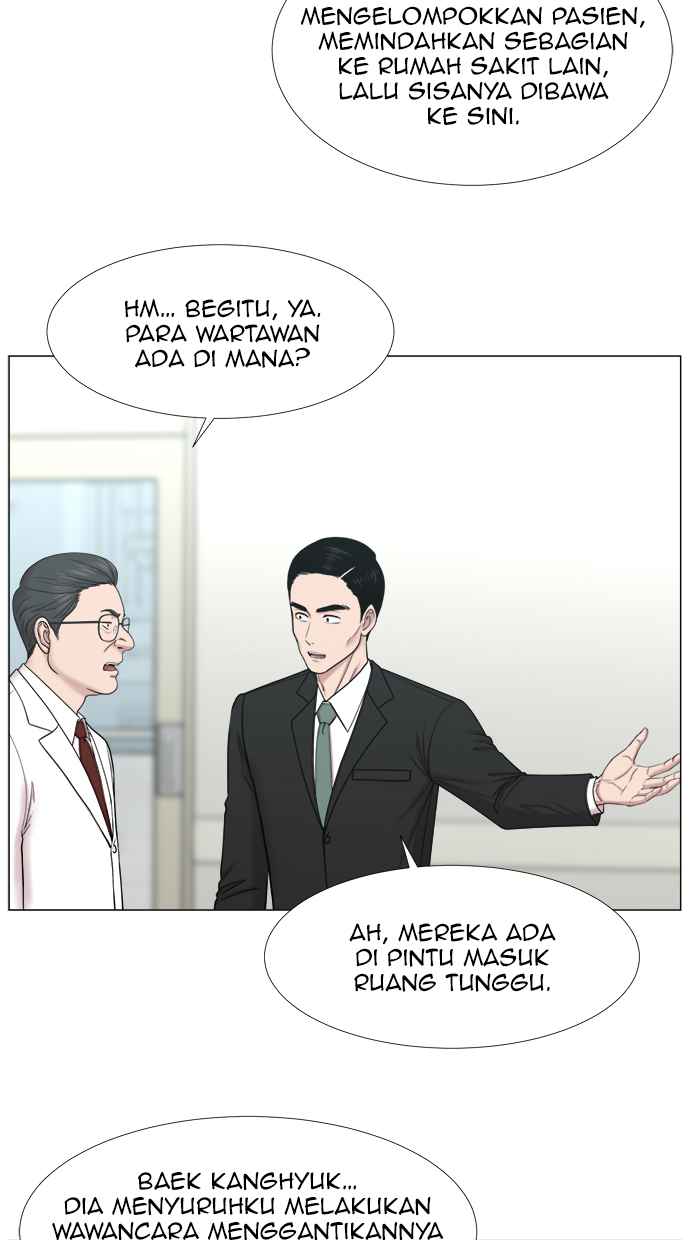 MENGELOMPOKKAN PASIEN,
MEMINDAHKAN SEBAGIAN
KE RUMAH SAKIT LAIN,
LALU SISANYA DIBAWA
KE SINI.
HM... BEGITU, YA.
PARA WARTAWAN
ADA DI MANA?
AH, MEREKA ADA
DI PINTU MASUK
RUANG TUNGGU.
BAEK KANGHYUK...
DIA MENYURUHKU MELAKUKAN
WAWANCARA MENGGANTIKANNYA